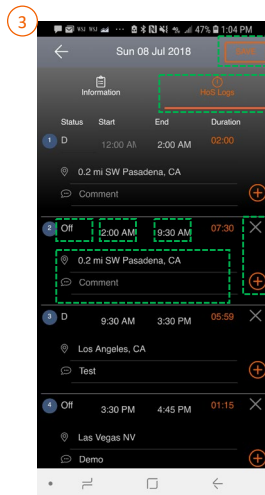 3
47% 1:04 PM
Sun 08 Jul 2018
Information HoS Logs
Status Start End Duration
1 D 12:00 AM 2:00 AM 02:00
0.2 mi SW Pasadena, CA
Comment
2 Off 2:00 AM 9:30 AM 07:30
0.2 mi SW Pasadena, CA
Comment
3 D 9:30 AM 3:30 PM 05:59
Los Angeles, CA
Test
4 Off 3:30 PM 4:45 PM 01:15
Las Vegas NV
Demo